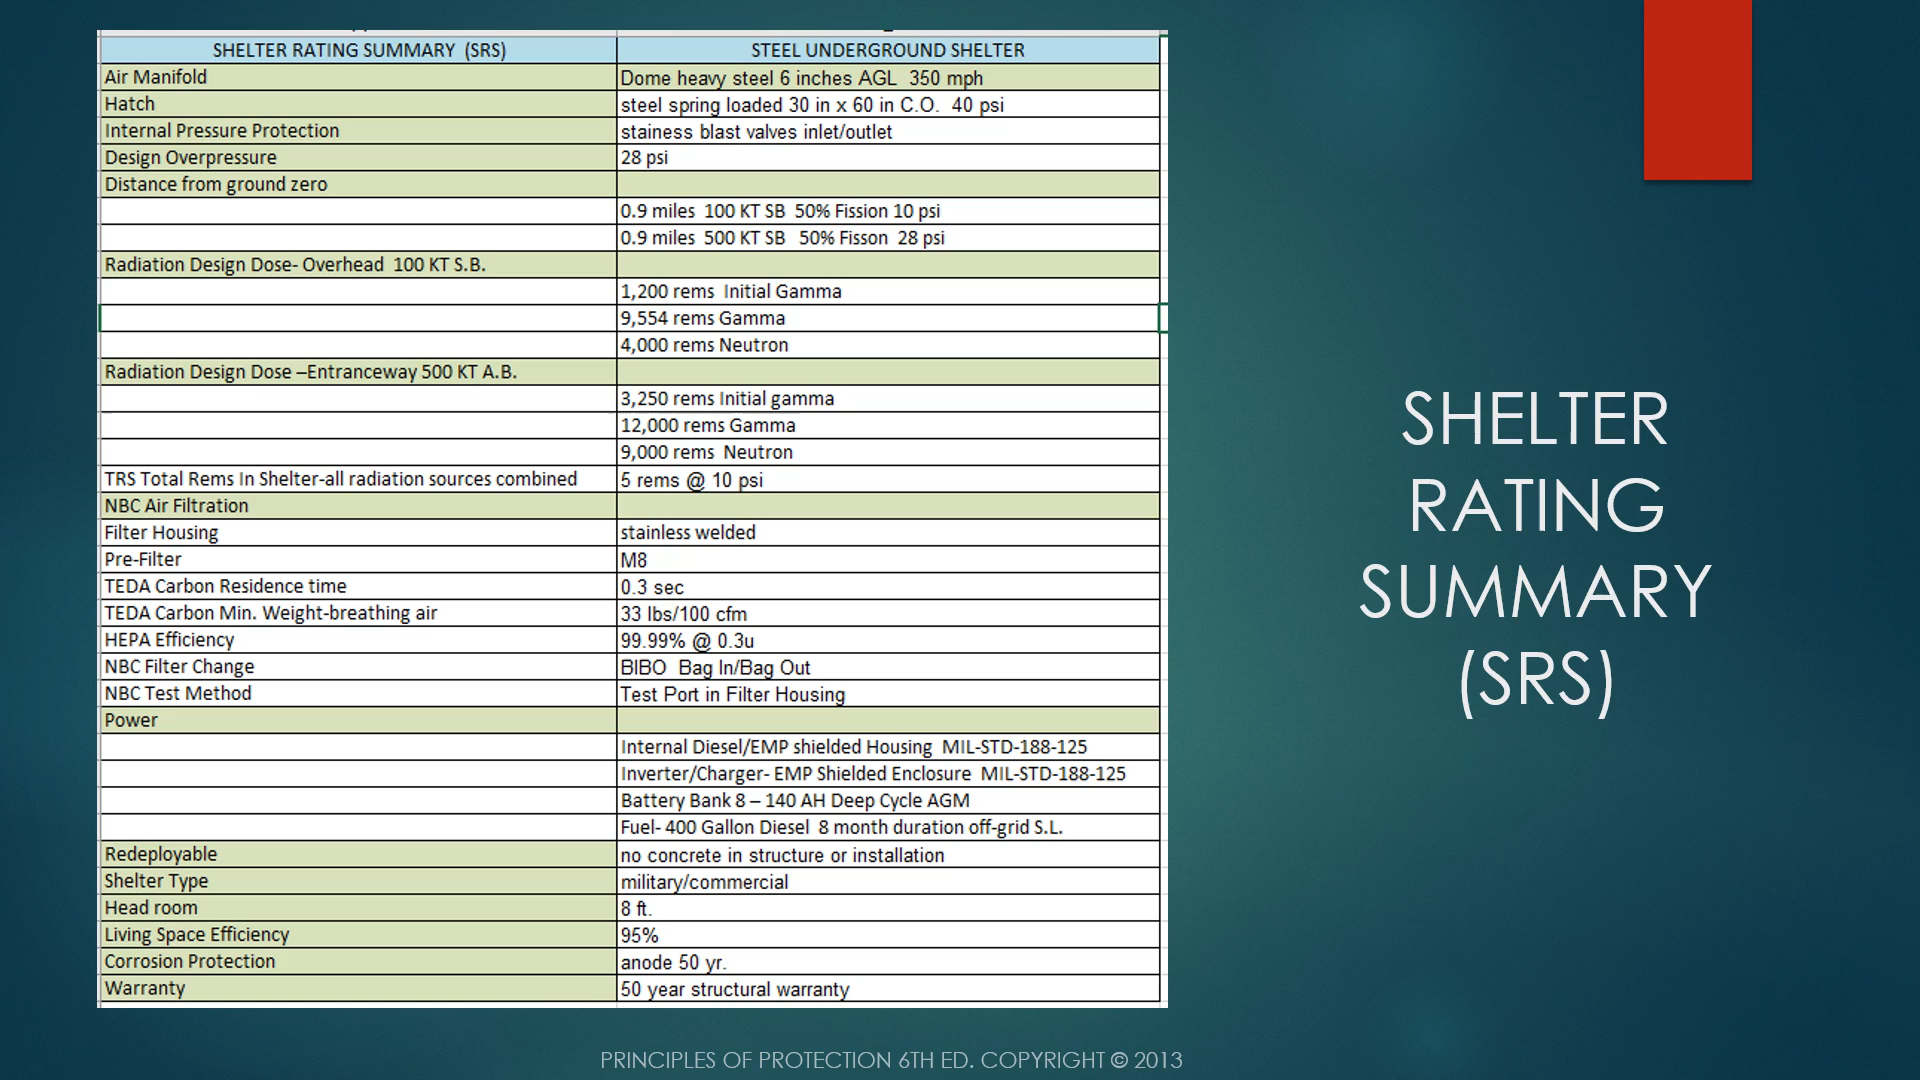 SHELTER RATING SUMMARY (SRS) STEEL UNDERGROUND SHELTER
Air Manifold Dome heavy steel 6 inches AGL 350 mph
Hatch steel spring loaded 30 in x 60 in C.O. 40 psi
Internal Pressure Protection stainess blast valves inlet/outlet
Design Overpressure 28 psi
Distance from ground zero
0.9 miles 100 KT SB 50% Fission 10 psi
0.9 miles 500 KT SB 50% Fisson 28 psi
Radiation Design Dose- Overhead 100 KT S.B.
1,200 rems Initial Gamma
9,554 rems Gamma
4,000 rems Neutron
Radiation Design Dose –Entranceway 500 KT A.B.
3,250 rems Initial gamma
12,000 rems Gamma
9,000 rems Neutron
TRS Total Rems In Shelter-all radiation sources combined 5 rems @ 10 psi
NBC Air Filtration
Filter Housing stainless welded
Pre-Filter M8
TEDA Carbon Residence time 0.3 sec
TEDA Carbon Min. Weight-breathing air 33 lbs/100 cfm
HEPA Efficiency 99.99% @ 0.3u
NBC Filter Change BIBO Bag In/Bag Out
NBC Test Method Test Port in Filter Housing
Power
Internal Diesel/EMP shielded Housing MIL-STD-188-125
Inverter/Charger- EMP Shielded Enclosure MIL-STD-188-125
Battery Bank 8 – 140 AH Deep Cycle AGM
Fuel- 400 Gallon Diesel 8 month duration off-grid S.L.
Redeployable no concrete in structure or installation
Shelter Type military/commercial
Head room 8 ft.
Living Space Efficiency 95%
Corrosion Protection anode 50 yr.
Warranty 50 year structural warranty
SHELTER
RATING
SUMMARY
(SRS)
PRINCIPLES OF PROTECTION 6TH ED. COPYRIGHT © 2013